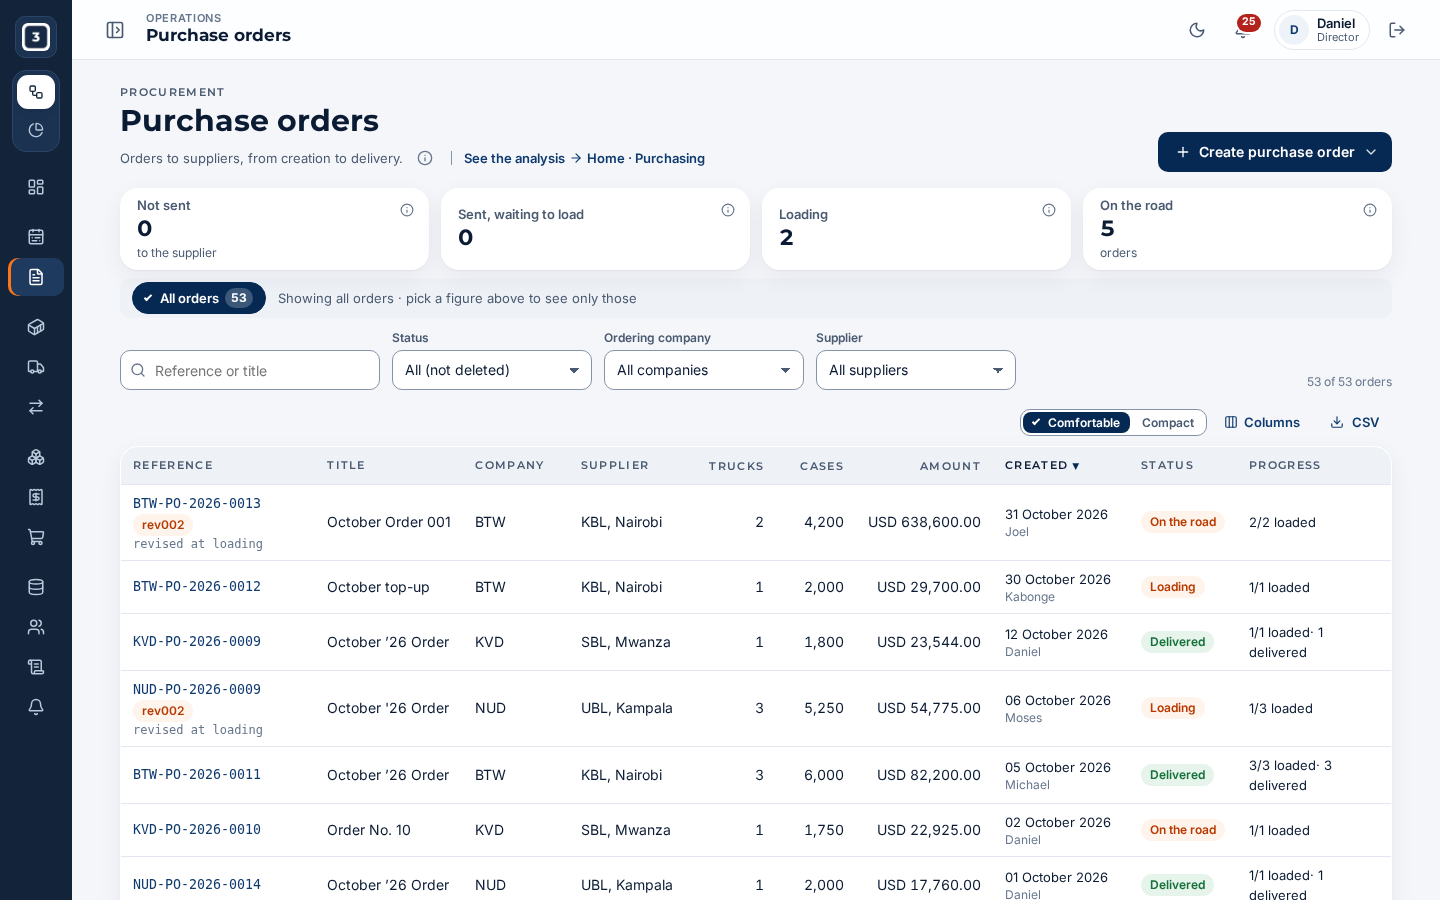 3
OPERATIONS
Purchase orders
25
D
Daniel
Director
PROCUREMENT
Purchase orders
Orders to suppliers, from creation to delivery.
See the analysis → Home · Purchasing
+ Create purchase order
Not sent
0
to the supplier
Sent, waiting to load
0
Loading
2
On the road
5
orders
✓ All orders 53
Showing all orders · pick a figure above to see only those
Status
Ordering company
Supplier
Reference or title
All (not deleted)
All companies
All suppliers
53 of 53 orders
✓ Comfortable
Compact
Columns
CSV
REFERENCE TITLE COMPANY SUPPLIER TRUCKS CASES AMOUNT CREATED ▼ STATUS PROGRESS
BTW-PO-2026-0013
rev002
revised at loading
October Order 001 BTW KBL, Nairobi 2 4,200 USD 638,600.00
31 October 2026
Joel
On the road
2/2 loaded
BTW-PO-2026-0012 October top-up BTW KBL, Nairobi 1 2,000 USD 29,700.00
30 October 2026
Kabonge
Loading
1/1 loaded
KVD-PO-2026-0009 October ’26 Order KVD SBL, Mwanza 1 1,800 USD 23,544.00
12 October 2026
Daniel
Delivered
1/1 loaded· 1
delivered
NUD-PO-2026-0009
rev002
revised at loading
October '26 Order NUD UBL, Kampala 3 5,250 USD 54,775.00
06 October 2026
Moses
Loading
1/3 loaded
BTW-PO-2026-0011 October ’26 Order BTW KBL, Nairobi 3 6,000 USD 82,200.00
05 October 2026
Michael
Delivered
3/3 loaded· 3
delivered
KVD-PO-2026-0010 Order No. 10 KVD SBL, Mwanza 1 1,750 USD 22,925.00
02 October 2026
Daniel
On the road
1/1 loaded
NUD-PO-2026-0014 October ’26 Order NUD UBL, Kampala 1 2,000 USD 17,760.00
01 October 2026
Daniel
Delivered
1/1 loaded· 1
delivered